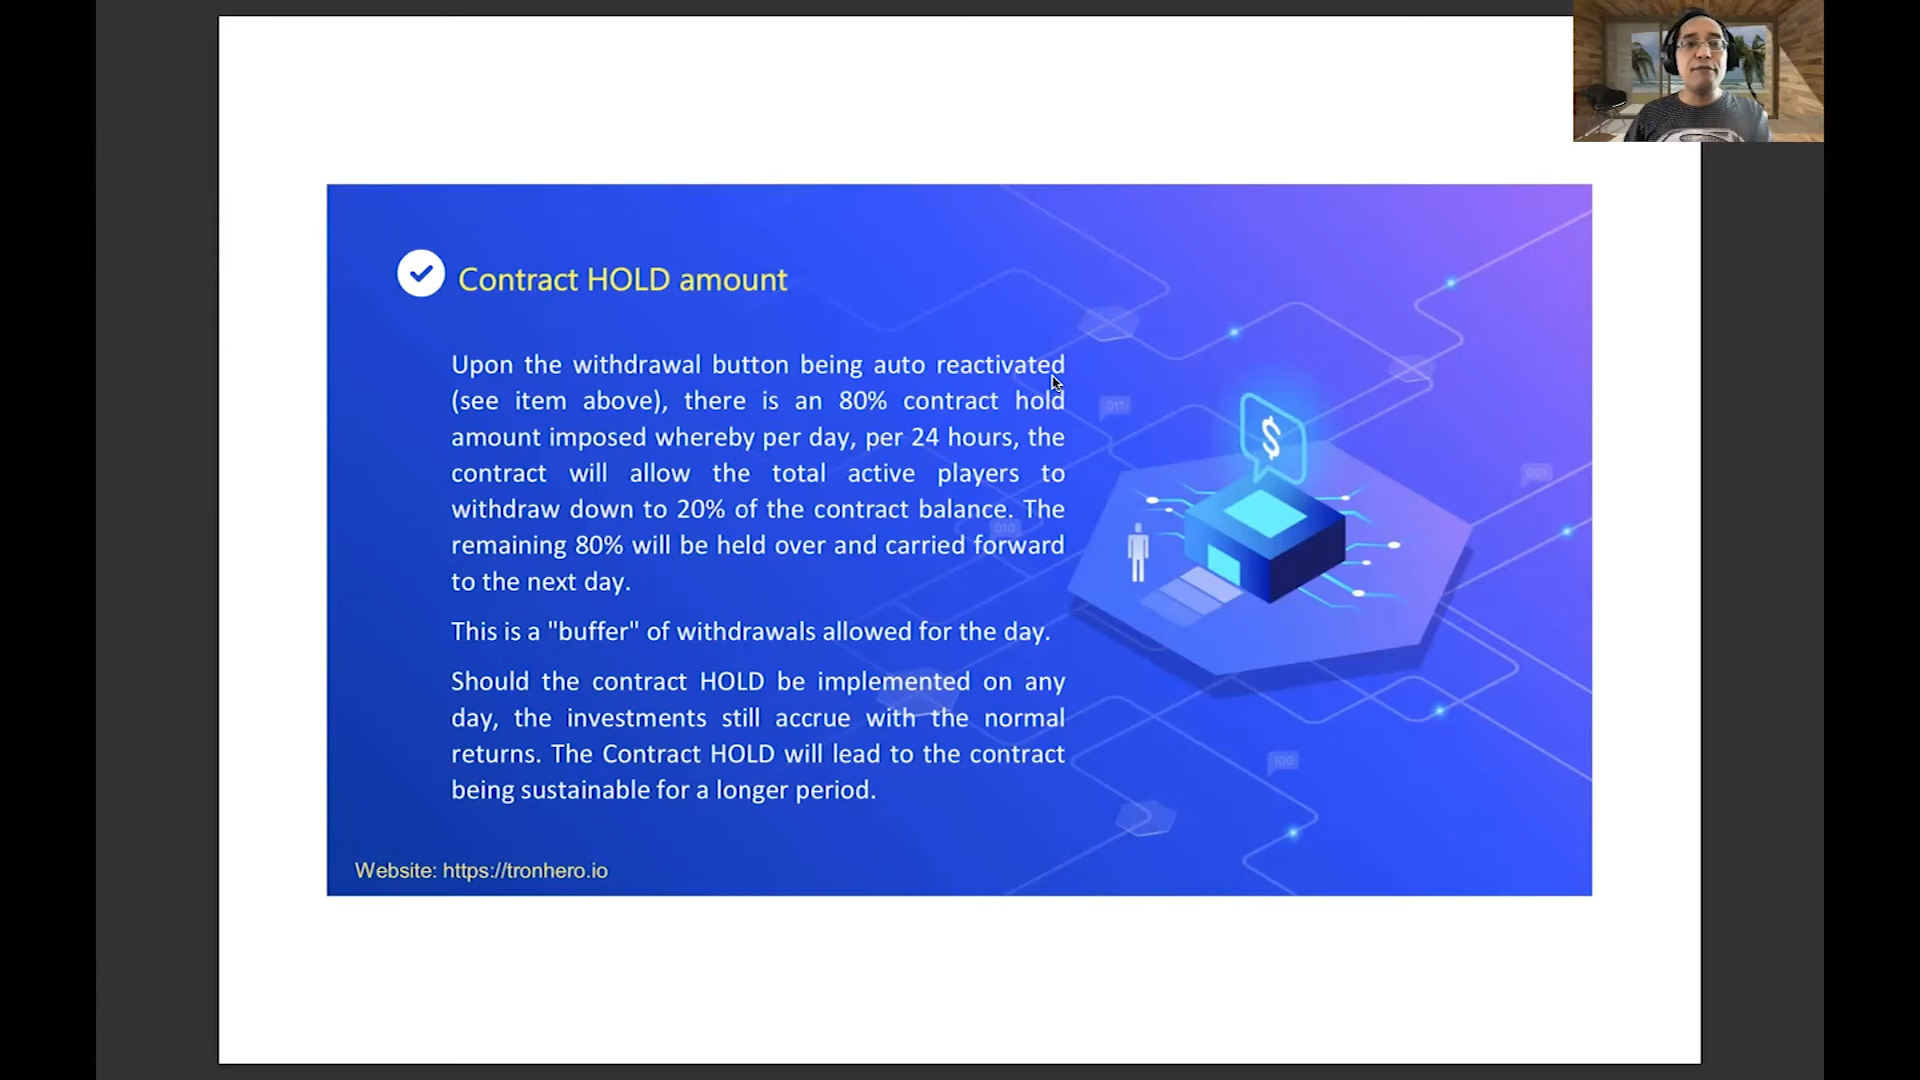 Contract HOLD amount
Upon the withdrawal button being auto reactivated
(see item above), there is an 80% contract hold
amount imposed whereby per day, per 24 hours, the
contract will allow the total active players to
withdraw down to 20% of the contract balance. The
remaining 80% will be held over and carried forward
to the next day.
This is a "buffer" of withdrawals allowed for the day.
Should the contract HOLD be implemented on any
day, the investments still accrue with the normal
returns. The Contract HOLD will lead to the contract
being sustainable for a longer period.
$
011
001
010
100
Website: https://tronhero.io